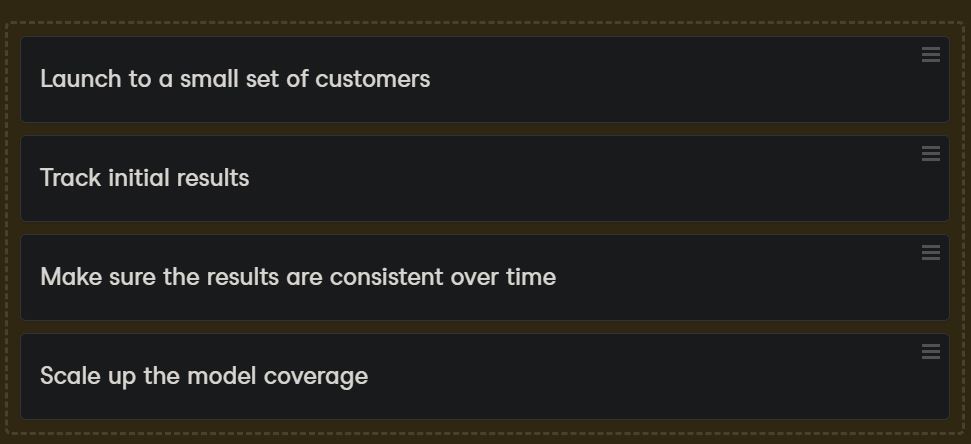 Launch to a small set of customers
Track initial results
Make sure the results are consistent over time
Scale up the model coverage